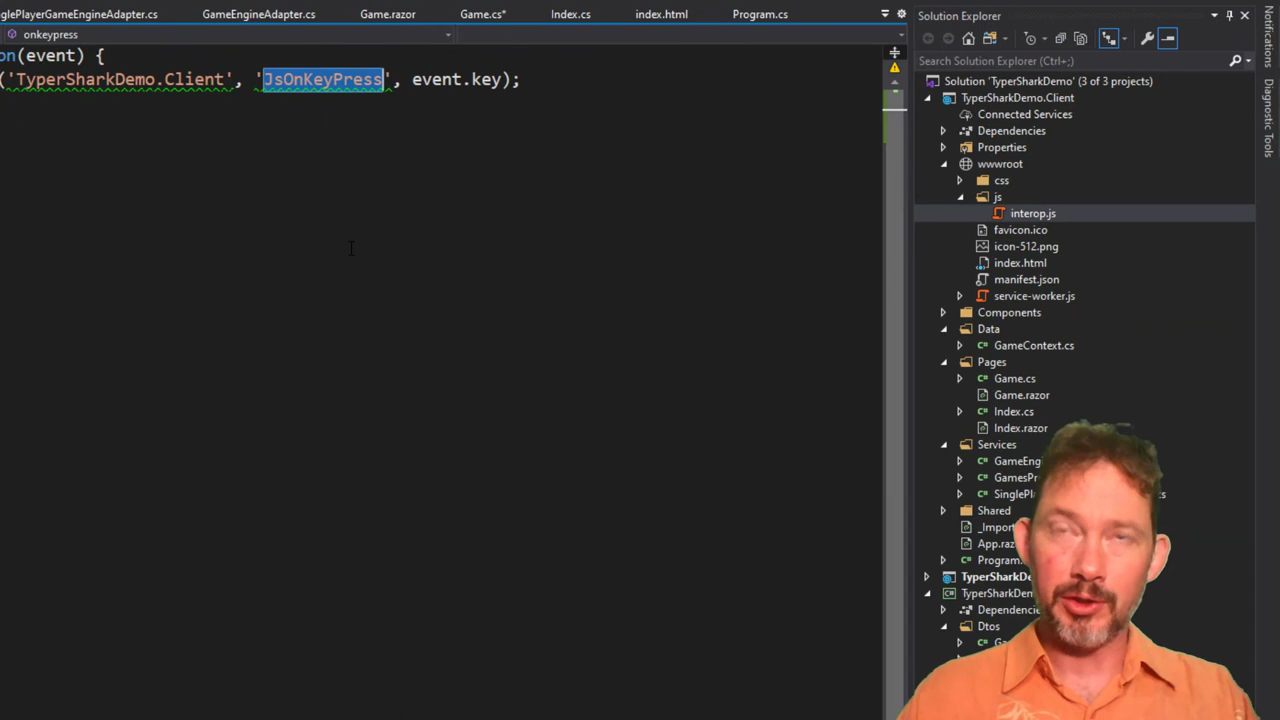 glePlayerGameEngineAdapter.cs GameEngineAdapter.cs Game.razor Game.cs* Index.cs index.html Program.cs
onkeypress
on(event) {
('TyperSharkDemo.Client', 'JsOnKeyPress', event.key);
Solution Explorer
Search Solution Explorer (Ctrl+;)
Solution 'TyperSharkDemo' (3 of 3 projects)
TyperSharkDemo.Client
Connected Services
Dependencies
Properties
wwwroot
css
js
interop.js
favicon.ico
icon-512.png
index.html
manifest.json
service-worker.js
Components
Data
GameContext.cs
Pages
Game.cs
Game.razor
Index.cs
Index.razor
Services
GameEngi
GamesPr
SinglePl
Shared
_Import
App.raz
Program.
TyperSharkDe
TyperSharkDem
Dependenci
Dtos
Notifications
Diagnostic Tools